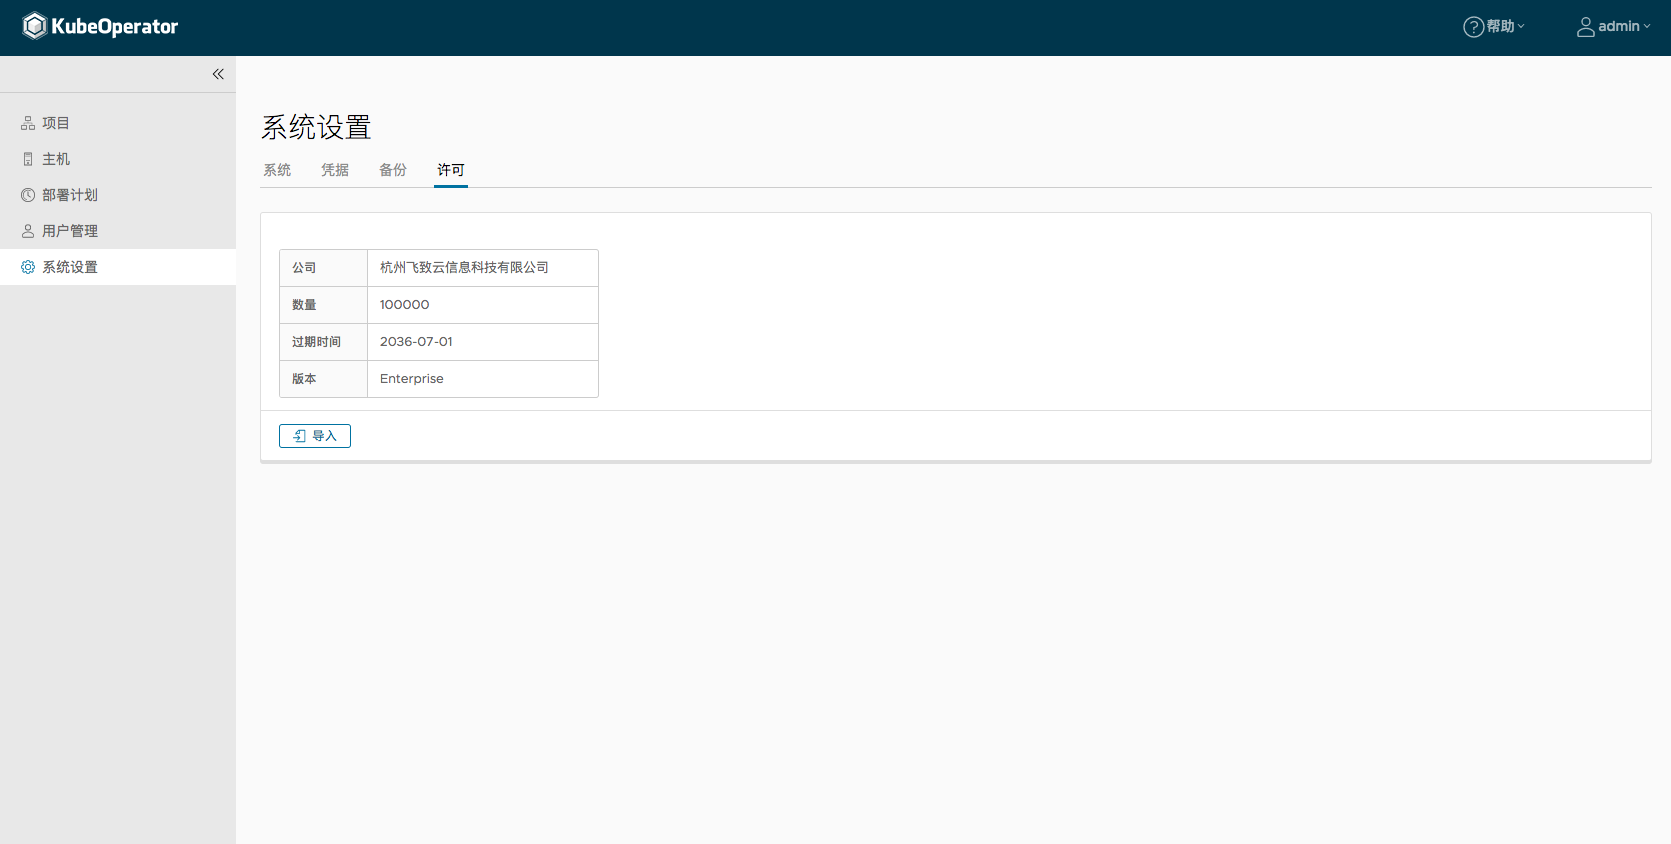 KubeOperator
帮助
admin
项目
主机
部署计划
用户管理
系统设置
系统设置
系统 凭据 备份 许可
公司 杭州飞致云信息科技有限公司
数量 100000
过期时间 2036-07-01
版本 Enterprise
导入